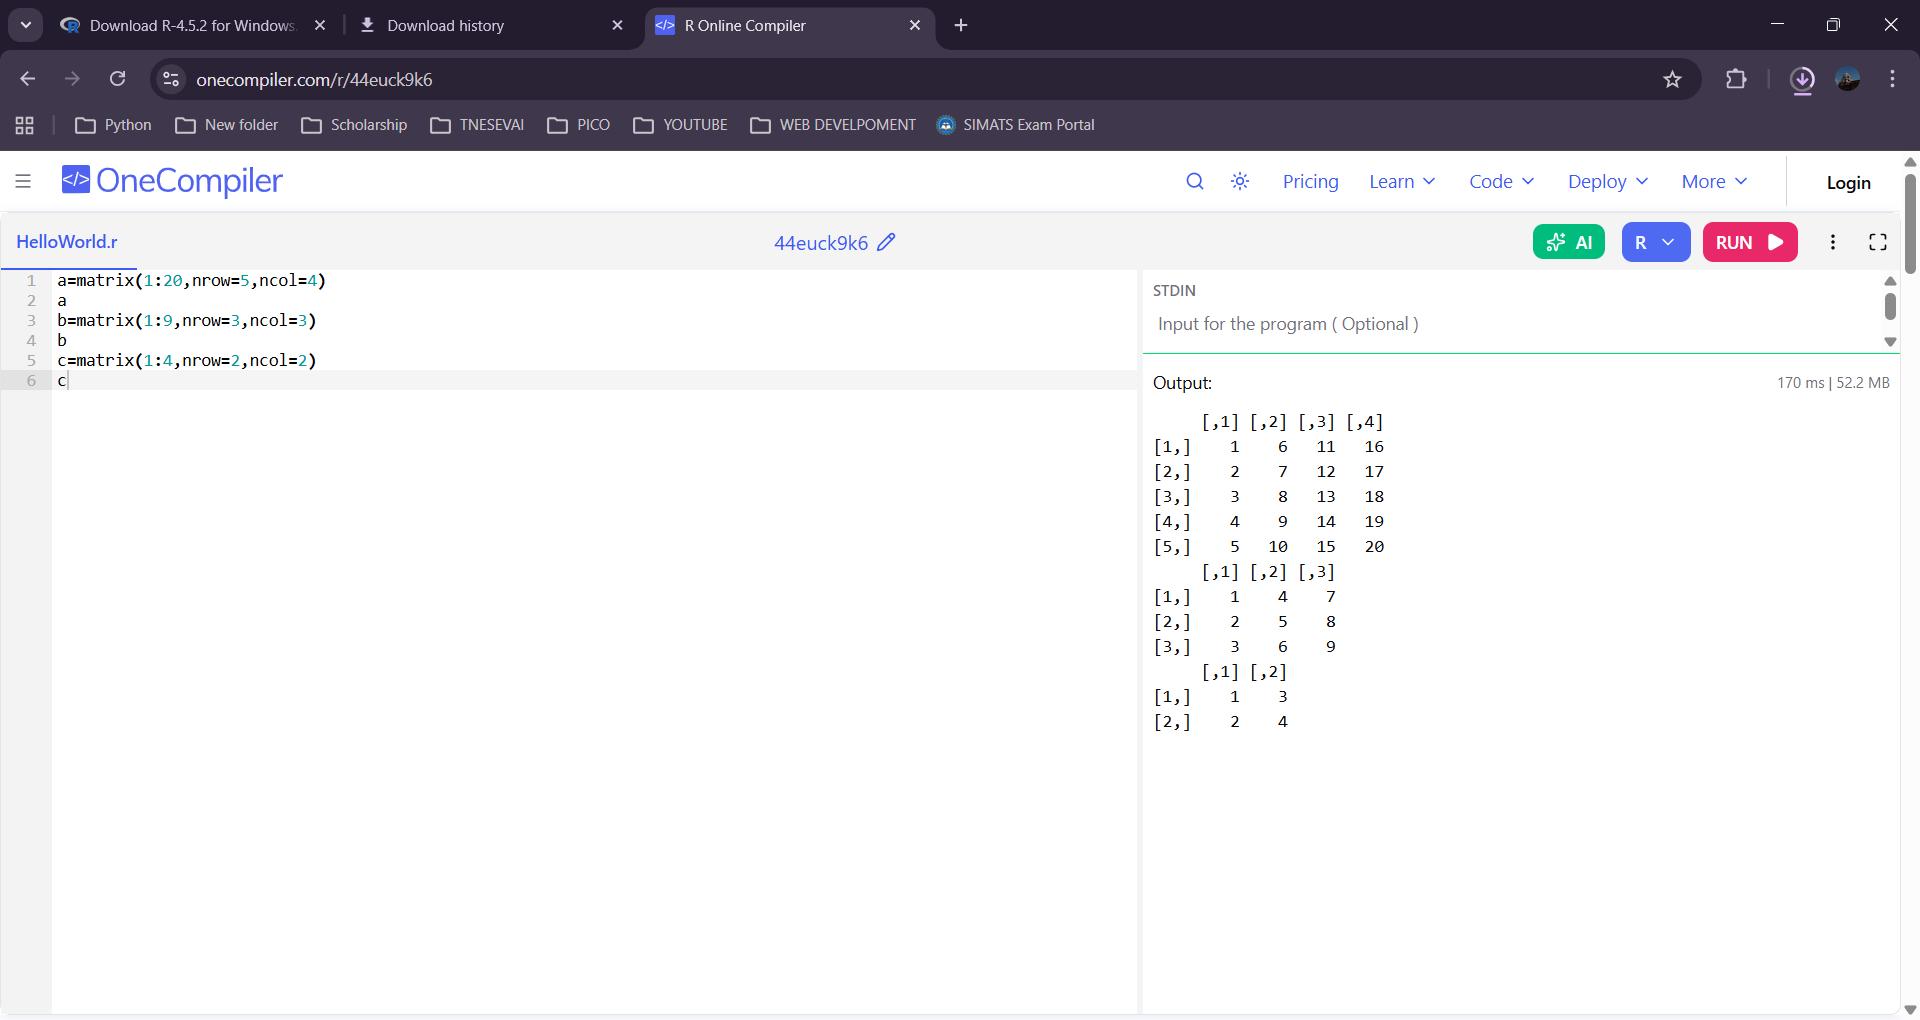 Download R-4.5.2 for Windows.
Download history
R Online Compiler
onecompiler.com/r/44euck9k6
Python
New folder
Scholarship
TNESEVAI
PICO
YOUTUBE
WEB DEVELPOMENT
SIMATS Exam Portal
</> OneCompiler
Pricing
Learn
Code
Deploy
More
Login
HelloWorld.r
44euck9k6
AI
R
RUN
1 a=matrix(1:20,nrow=5,ncol=4)
2 a
3 b=matrix(1:9,nrow=3,ncol=3)
4 b
5 c=matrix(1:4,nrow=2,ncol=2)
6 c
STDIN
Input for the program ( Optional )
Output:
170 ms | 52.2 MB
     [,1] [,2] [,3] [,4]
[1,]    1    6   11   16
[2,]    2    7   12   17
[3,]    3    8   13   18
[4,]    4    9   14   19
[5,]    5   10   15   20
     [,1] [,2] [,3]
[1,]    1    4    7
[2,]    2    5    8
[3,]    3    6    9
     [,1] [,2]
[1,]    1    3
[2,]    2    4